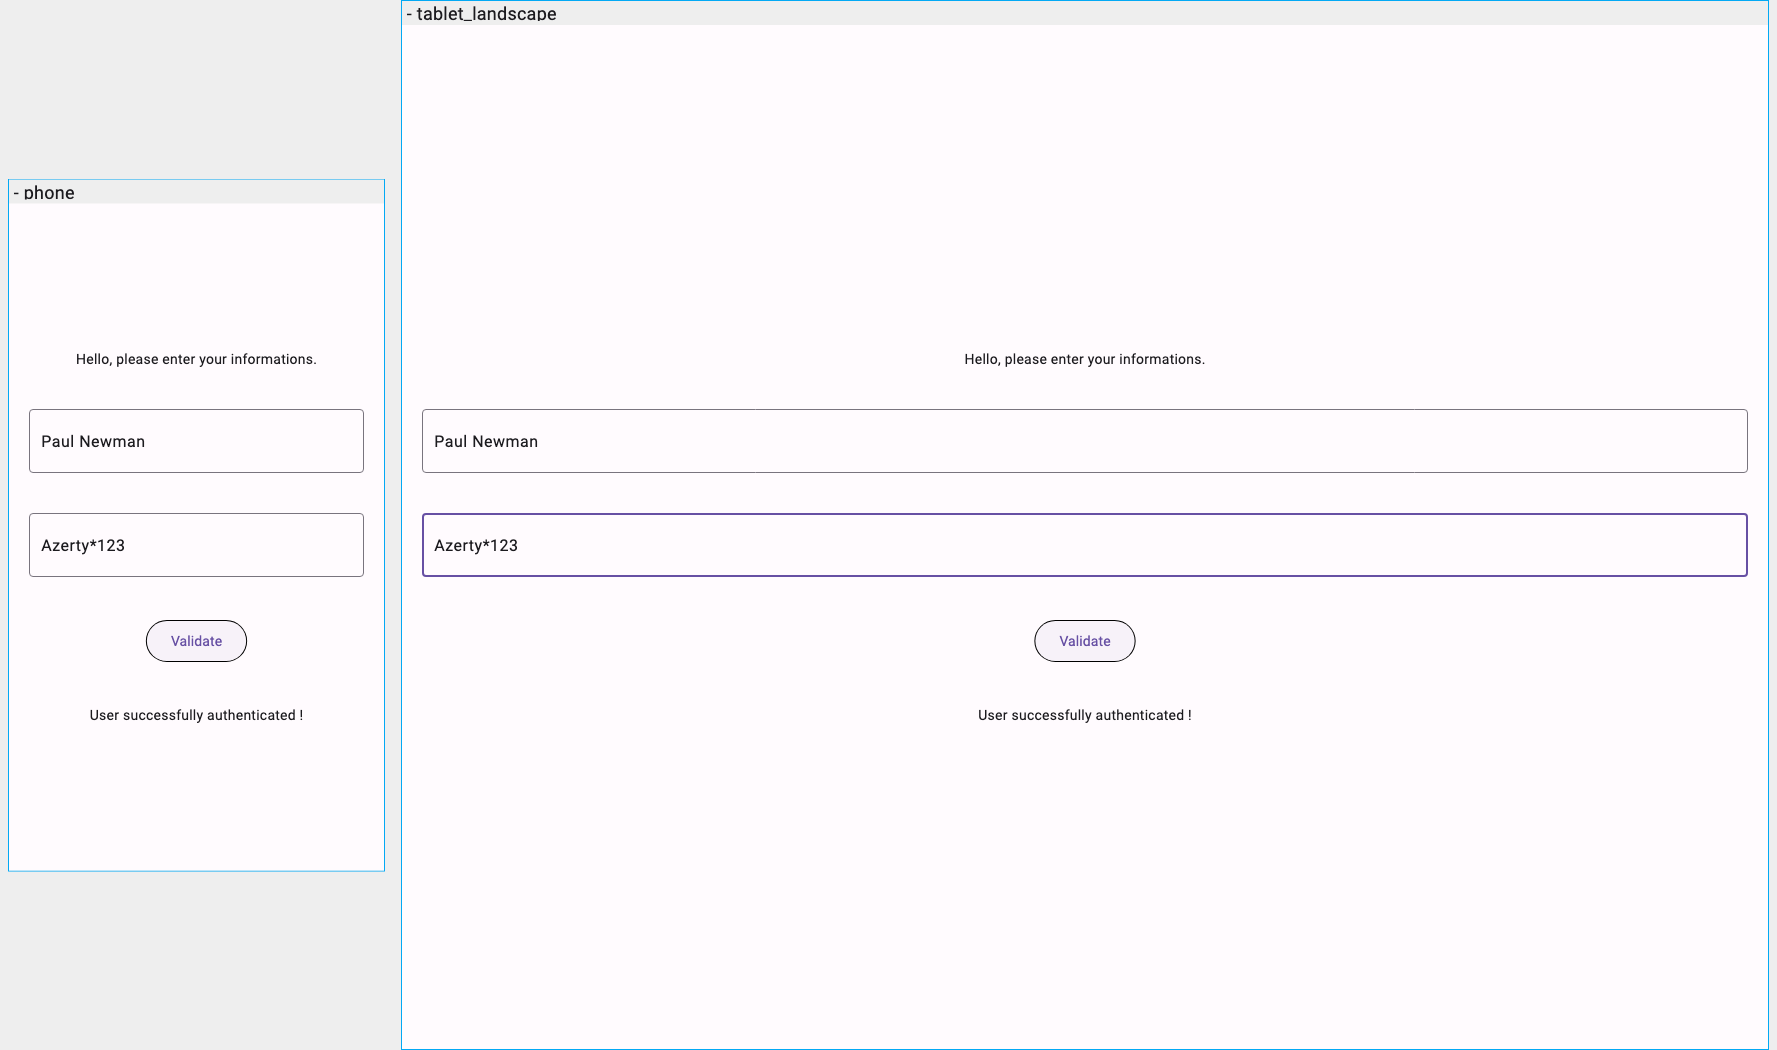 - phone
Hello, please enter your informations.
Paul Newman
Azerty*123
Validate
User successfully authenticated !
- tablet_landscape
Hello, please enter your informations.
Paul Newman
Azerty*123
Validate
User successfully authenticated !